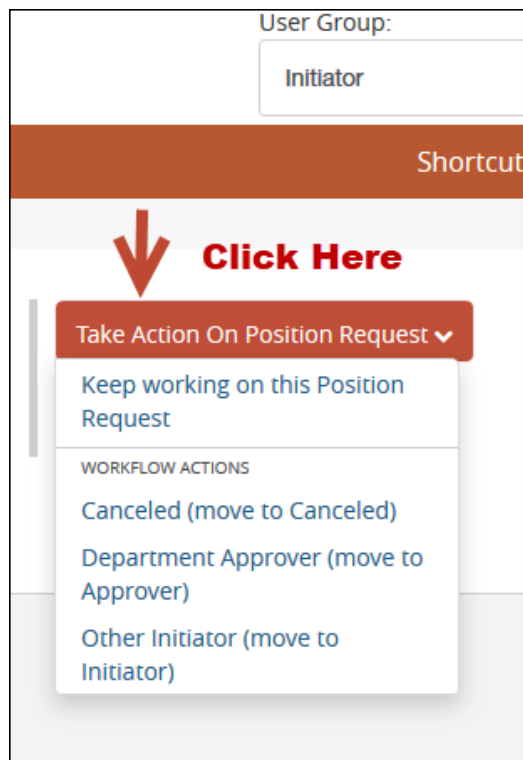 User Group:
Initiator
Shortcut
Click Here
Take Action On Position Request
Keep working on this Position
Request
WORKFLOW ACTIONS
Canceled (move to Canceled)
Department Approver (move to
Approver)
Other Initiator (move to
Initiator)